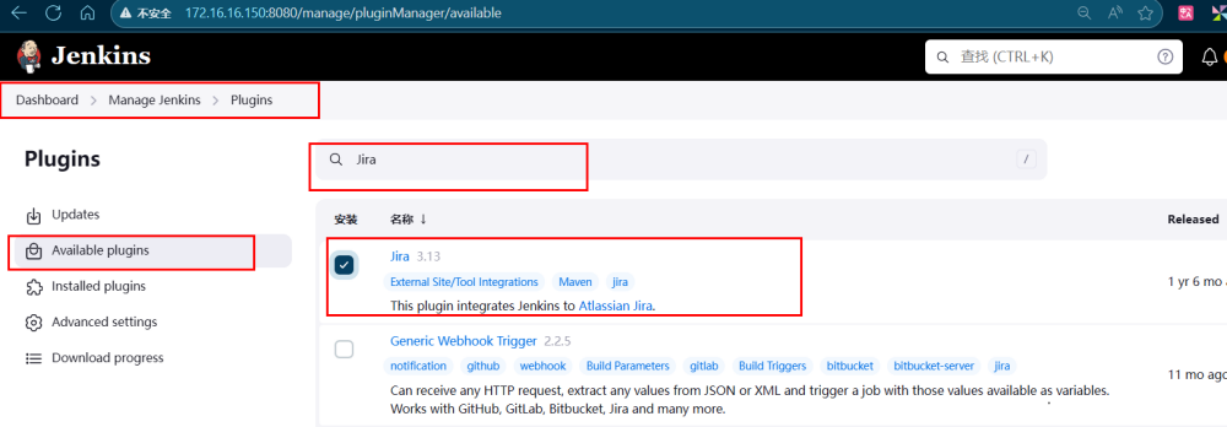 不安全 172.16.16.150:8080/manage/pluginManager/available
Jenkins
查找 (CTRL+K)
Dashboard > Manage Jenkins > Plugins
Plugins
Jira /
Updates
Available plugins
Installed plugins
Advanced settings
Download progress
安装 名称 ↓ Released
Jira 3.13
External Site/Tool Integrations Maven jira
This plugin integrates Jenkins to Atlassian Jira.
1 yr 6 mo
Generic Webhook Trigger 2.2.5
notification github webhook Build Parameters gitlab Build Triggers bitbucket bitbucket-server jira
Can receive any HTTP request, extract any values from JSON or XML and trigger a job with those values available as variables.
Works with GitHub, GitLab, Bitbucket, Jira and many more.
11 mo ago